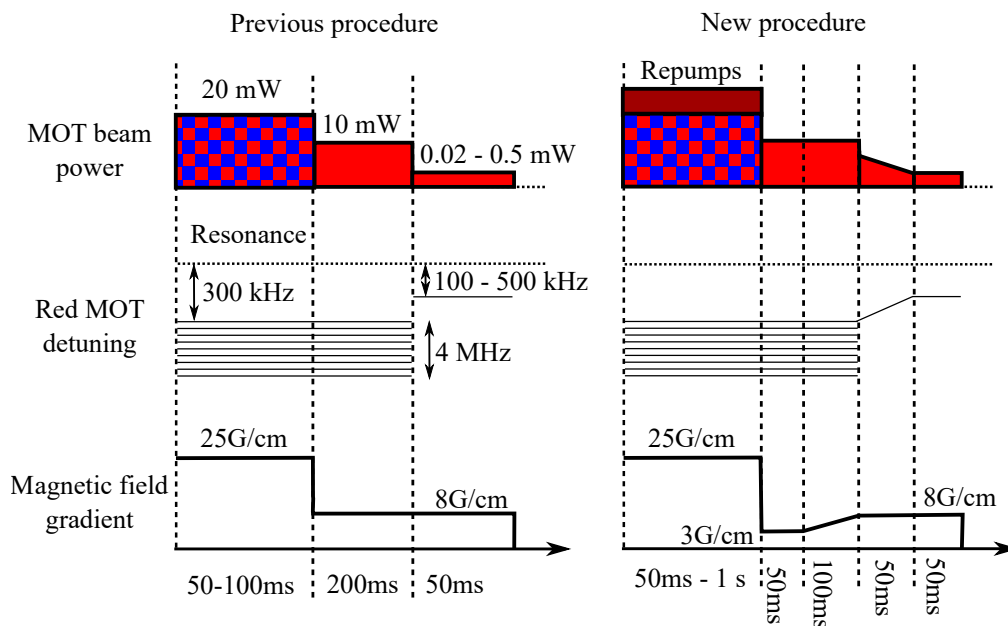 Previous procedure
New procedure
MOT beam
power
20 mW
10 mW
0.02 - 0.5 mW
Repumps
Red MOT
detuning
Resonance
300 kHz
100 - 500 kHz
4 MHz
Magnetic field
gradient
25G/cm
8G/cm
25G/cm
3G/cm
8G/cm
50-100ms
200ms
50ms
50ms - 1 s
50ms
100ms
50ms
50ms